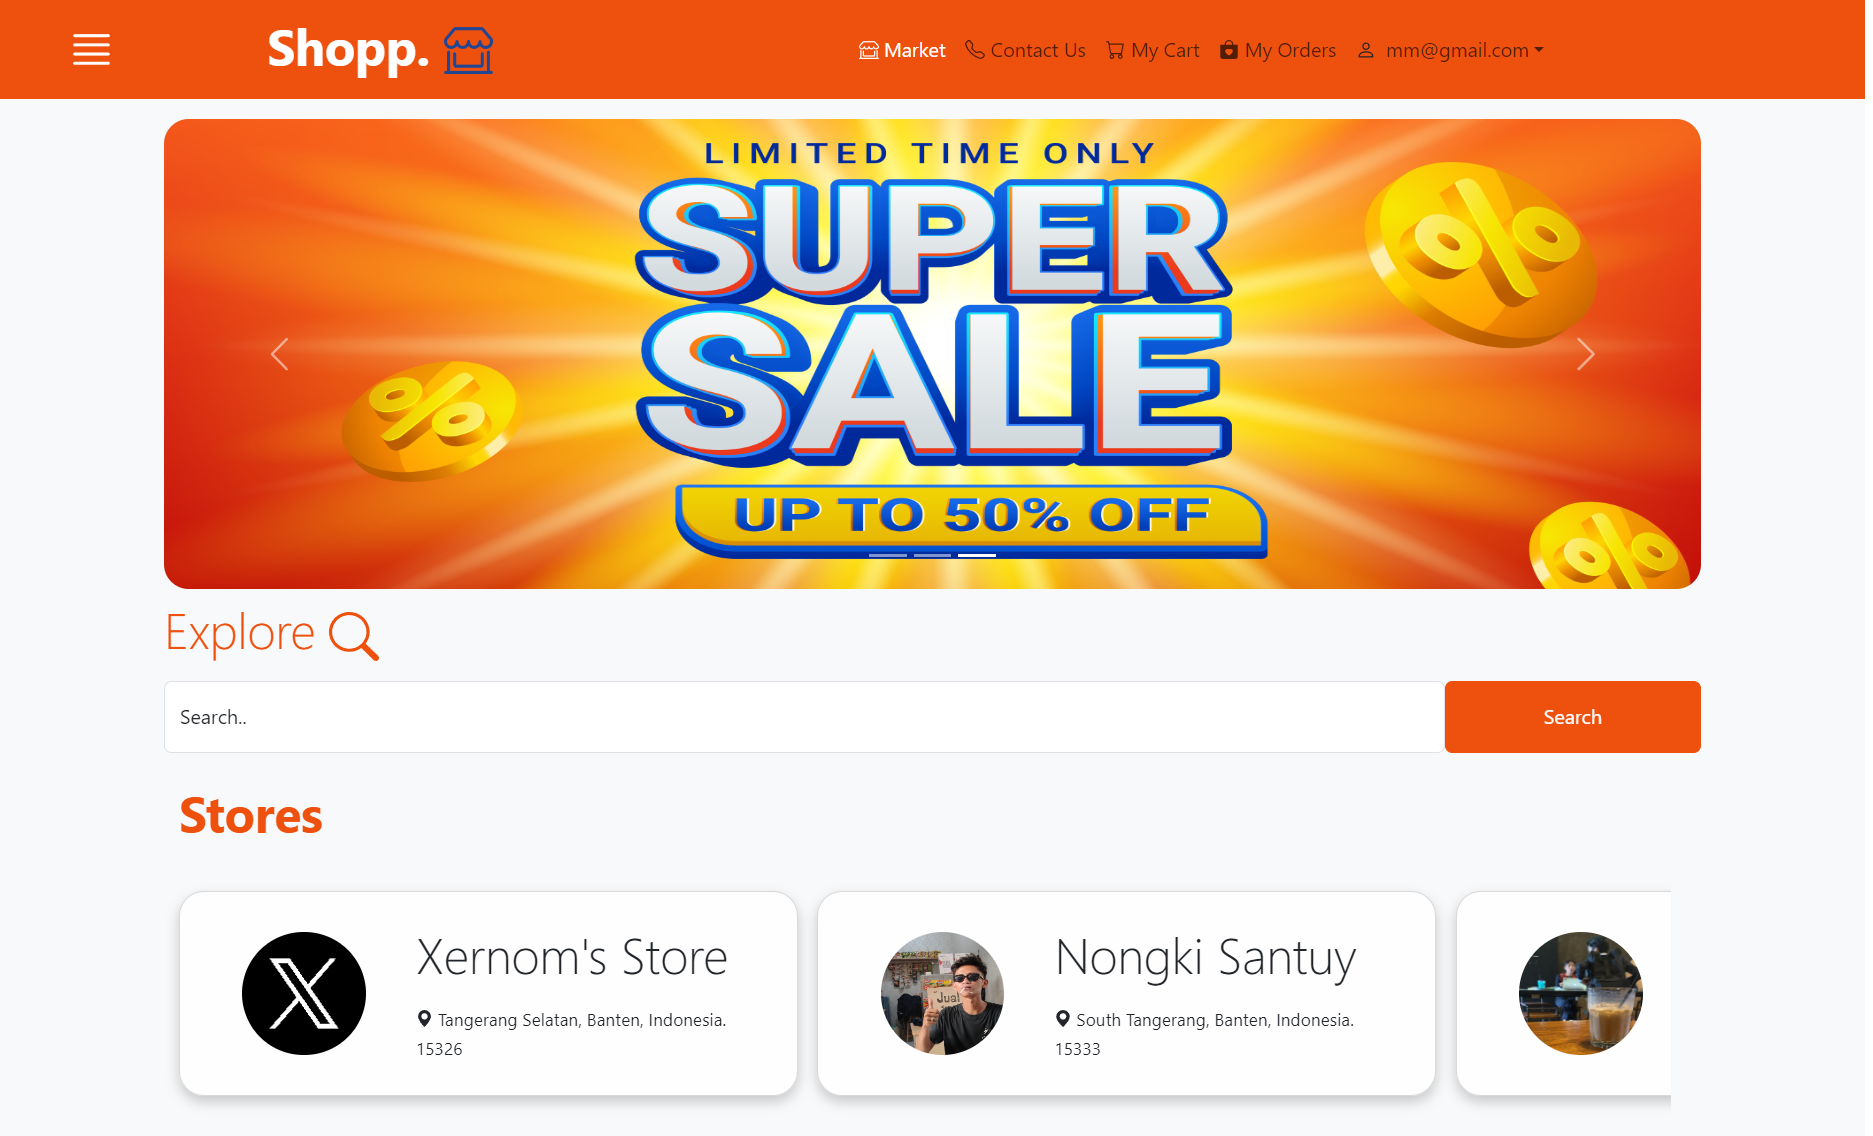 Shopp.
Market
Contact Us
My Cart
My Orders
mm@gmail.com
LIMITED TIME ONLY
SUPER
SALE
UP TO 50% OFF
Explore
Search..
Search
Stores
Xernom's Store
Tangerang Selatan, Banten, Indonesia.
15326
Nongki Santuy
South Tangerang, Banten, Indonesia.
15333
Jual